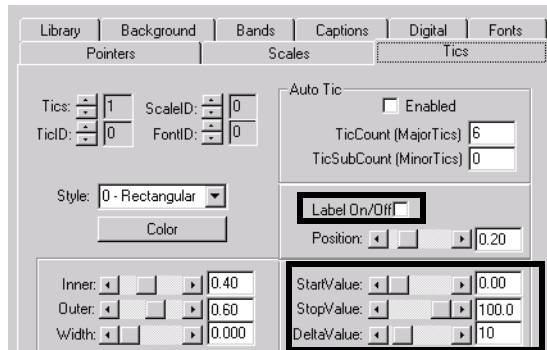 Library Background Bands Captions Digital Fonts
Pointers Scales Tics
Auto Tic
Tics: 1 ScaleID: 0 Enabled
TicID: 0 FontID: 0 TicCount (MajorTics) 6
TicSubCount (MinorTics) 0
Style: 0 - Rectangular Label On/Off
Color Position: 0.20
Inner: 0.40 StartValue: 0.00
Outer: 0.60 StopValue: 100.0
Width: 0.000 DeltaValue: 10